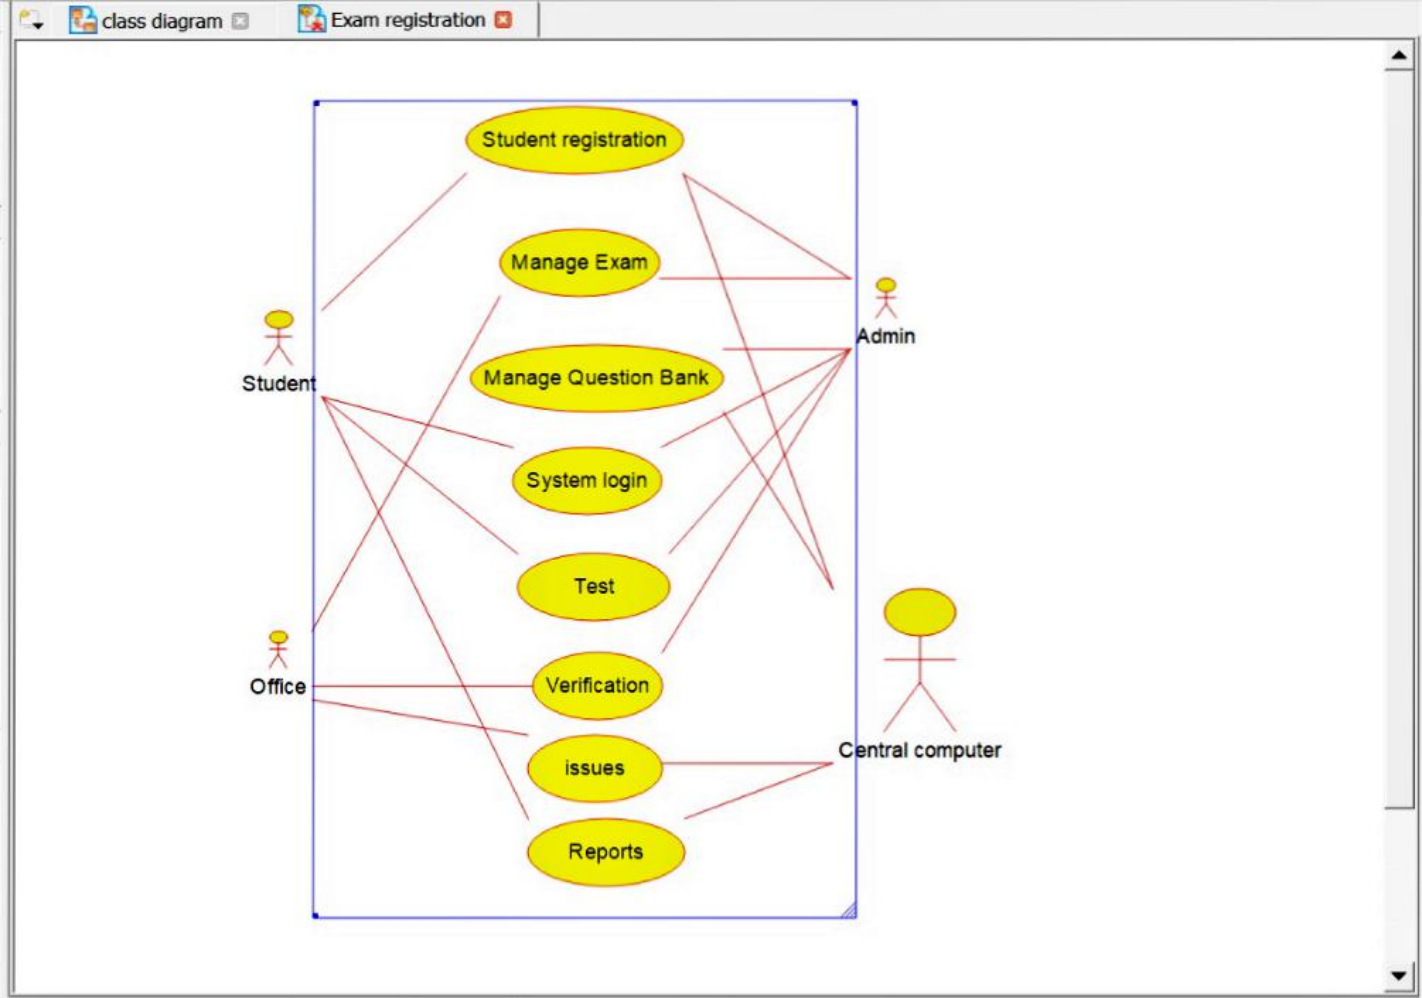 class diagram
Exam registration
Student registration
Manage Exam
Admin
Manage Question Bank
Student
System login
Test
Verification
Office
Central computer
issues
Reports